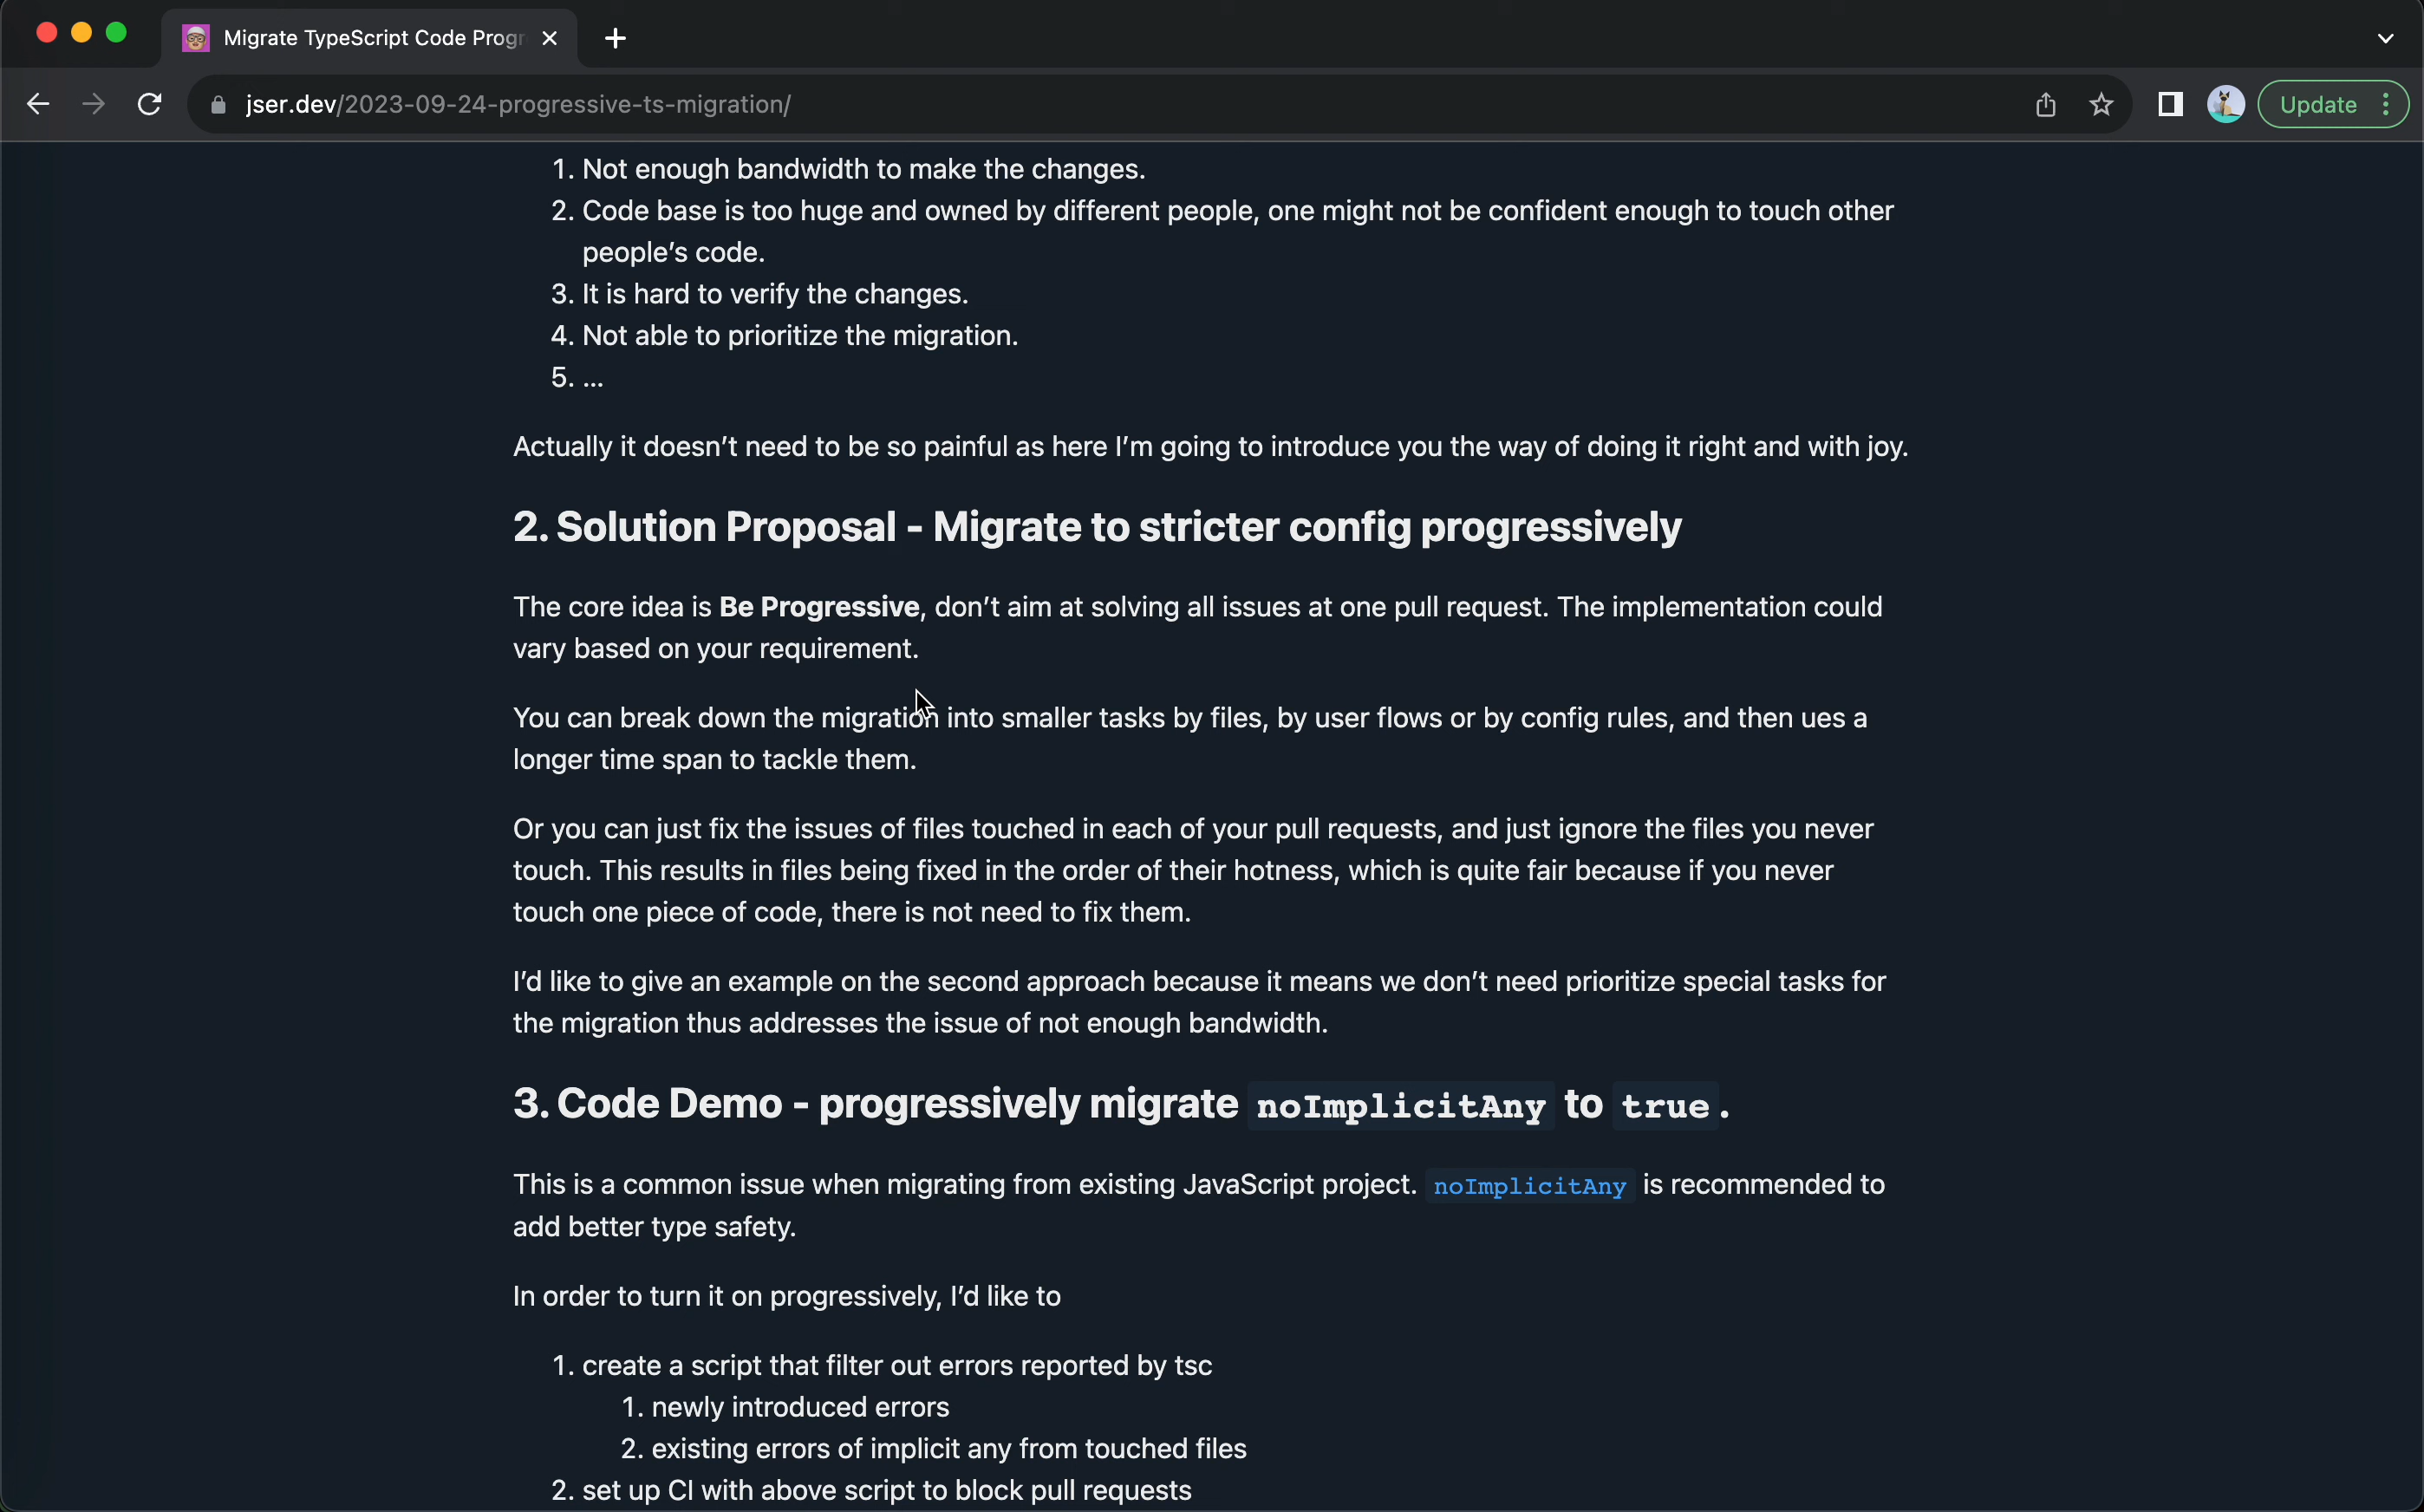 Migrate TypeScript Code Progr
jser.dev/2023-09-24-progressive-ts-migration/
Update
1. Not enough bandwidth to make the changes.
2. Code base is too huge and owned by different people, one might not be confident enough to touch other
people’s code.
3. It is hard to verify the changes.
4. Not able to prioritize the migration.
5. ...
Actually it doesn’t need to be so painful as here I’m going to introduce you the way of doing it right and with joy.
2. Solution Proposal - Migrate to stricter config progressively
The core idea is Be Progressive, don’t aim at solving all issues at one pull request. The implementation could
vary based on your requirement.
You can break down the migration into smaller tasks by files, by user flows or by config rules, and then ues a
longer time span to tackle them.
Or you can just fix the issues of files touched in each of your pull requests, and just ignore the files you never
touch. This results in files being fixed in the order of their hotness, which is quite fair because if you never
touch one piece of code, there is not need to fix them.
I’d like to give an example on the second approach because it means we don’t need prioritize special tasks for
the migration thus addresses the issue of not enough bandwidth.
3. Code Demo - progressively migrate noImplicitAny to true.
This is a common issue when migrating from existing JavaScript project. noImplicitAny is recommended to
add better type safety.
In order to turn it on progressively, I’d like to
1. create a script that filter out errors reported by tsc
1. newly introduced errors
2. existing errors of implicit any from touched files
2. set up CI with above script to block pull requests